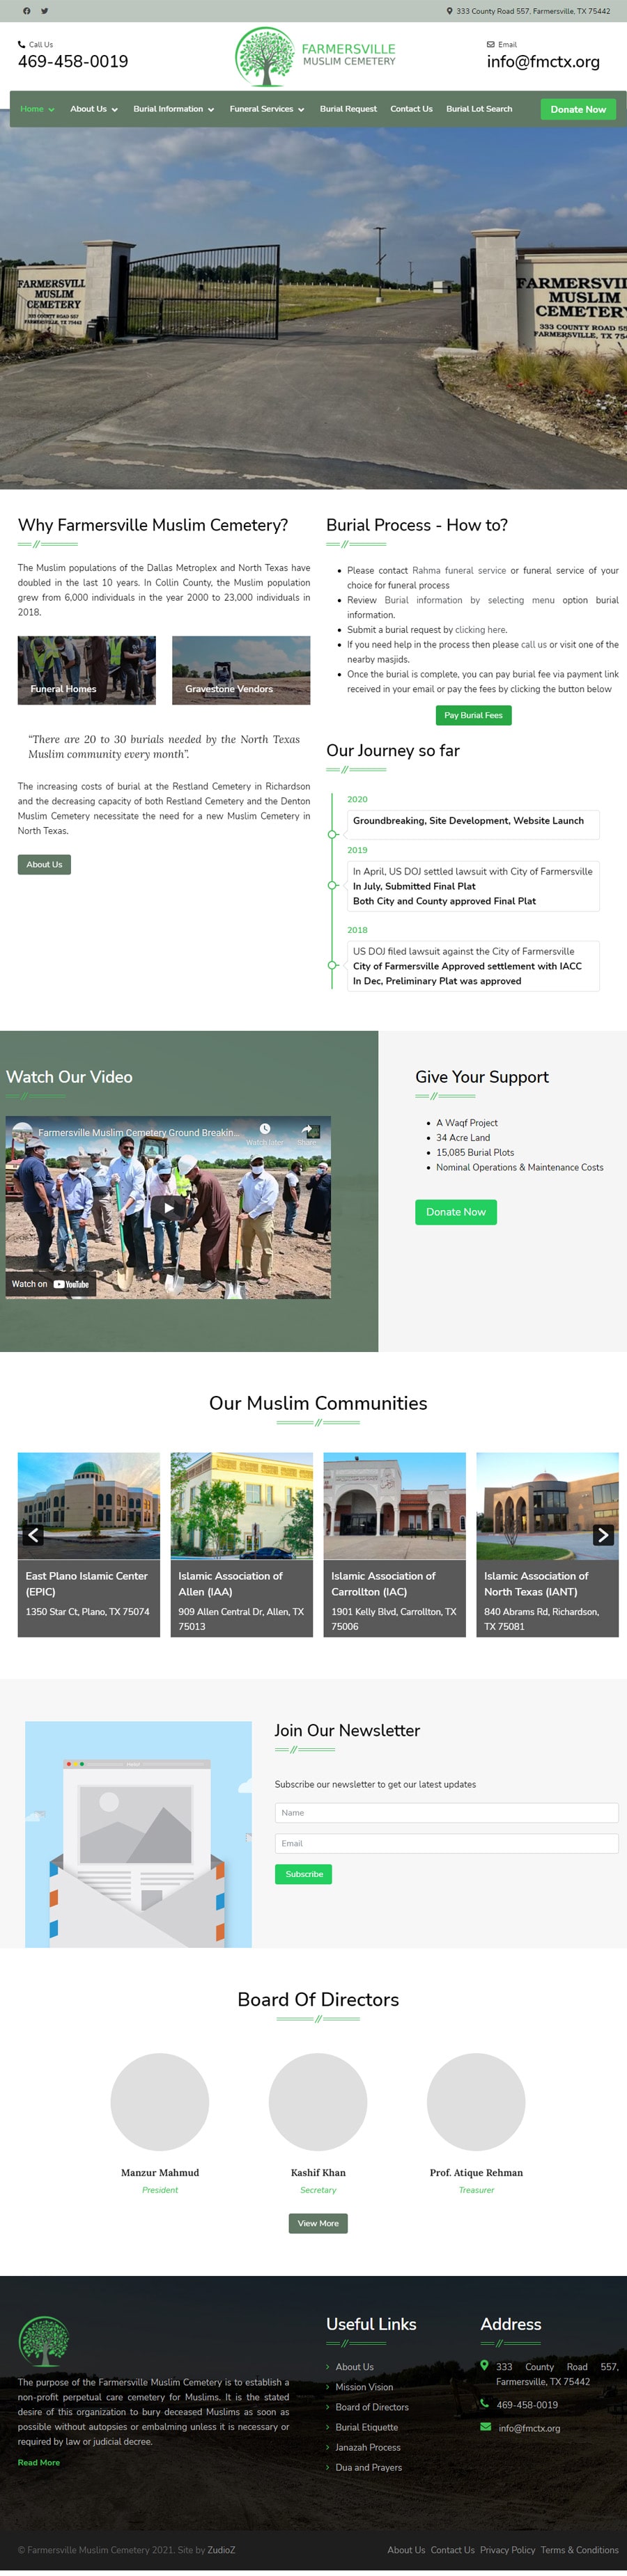 333 County Road 557, Farmersville, TX 75442
Call Us
469-458-0019
FARMERSVILLE
MUSLIM CEMETERY
Email
info@fmctx.org
Home About Us Burial Information Funeral Services Burial Request Contact Us Burial Lot Search Donate Now
FARMERSVILL
MUSLIM
CEMETERY
333 COUNTY ROAD 557
FARMERSVILLE, TX 75442
FARMERSVI
MUSLIM
CEMETER
333 COUNTY ROAD 55
FARMERSVILLE, TX 754
Why Farmersville Muslim Cemetery?
The Muslim populations of the Dallas Metroplex and North Texas have
doubled in the last 10 years. In Collin County, the Muslim population
grew from 6,000 individuals in the year 2000 to 23,000 individuals in
2018.
Funeral Homes
Gravestone Vendors
“There are 20 to 30 burials needed by the North Texas
Muslim community every month”.
The increasing costs of burial at the Restland Cemetery in Richardson
and the decreasing capacity of both Restland Cemetery and the Denton
Muslim Cemetery necessitate the need for a new Muslim Cemetery in
North Texas.
About Us
Burial Process - How to?
Please contact Rahma funeral service or funeral service of your
choice for funeral process
Review Burial information by selecting menu option burial
information.
Submit a burial request by clicking here.
If you need help in the process then please call us or visit one of the
nearby masjids.
Once the burial is complete, you can pay burial fee via payment link
received in your email or pay the fees by clicking the button below
Pay Burial Fees
Our Journey so far
2020
Groundbreaking, Site Development, Website Launch
2019
In April, US DOJ settled lawsuit with City of Farmersville
In July, Submitted Final Plat
Both City and County approved Final Plat
2018
US DOJ filed lawsuit against the City of Farmersville
City of Farmersville Approved settlement with IACC
In Dec, Preliminary Plat was approved
Watch Our Video
Farmersville Muslim Cemetery Ground Breakin...
Watch later
Share
Watch on YouTube
Give Your Support
A Waqf Project
34 Acre Land
15,085 Burial Plots
Nominal Operations & Maintenance Costs
Donate Now
Our Muslim Communities
East Plano Islamic Center
(EPIC)
1350 Star Ct, Plano, TX 75074
Islamic Association of
Allen (IAA)
909 Allen Central Dr, Allen, TX
75013
Islamic Association of
Carrollton (IAC)
1901 Kelly Blvd, Carrollton, TX
75006
Islamic Association of
North Texas (IANT)
840 Abrams Rd, Richardson,
TX 75081
Join Our Newsletter
Subscribe our newsletter to get our latest updates
Name
Email
Subscribe
Board Of Directors
Manzur Mahmud
President
Kashif Khan
Secretary
Prof. Atique Rehman
Treasurer
View More
The purpose of the Farmersville Muslim Cemetery is to establish a
non-profit perpetual care cemetery for Muslims. It is the stated
desire of this organization to bury deceased Muslims as soon as
possible without autopsies or embalming unless it is necessary or
required by law or judicial decree.
Read More
Useful Links
About Us
Mission Vision
Board of Directors
Burial Etiquette
Janazah Process
Dua and Prayers
Address
333 County Road 557,
Farmersville, TX 75442
469-458-0019
info@fmctx.org
© Farmersville Muslim Cemetery 2021. Site by ZudioZ
About Us Contact Us Privacy Policy Terms & Conditions